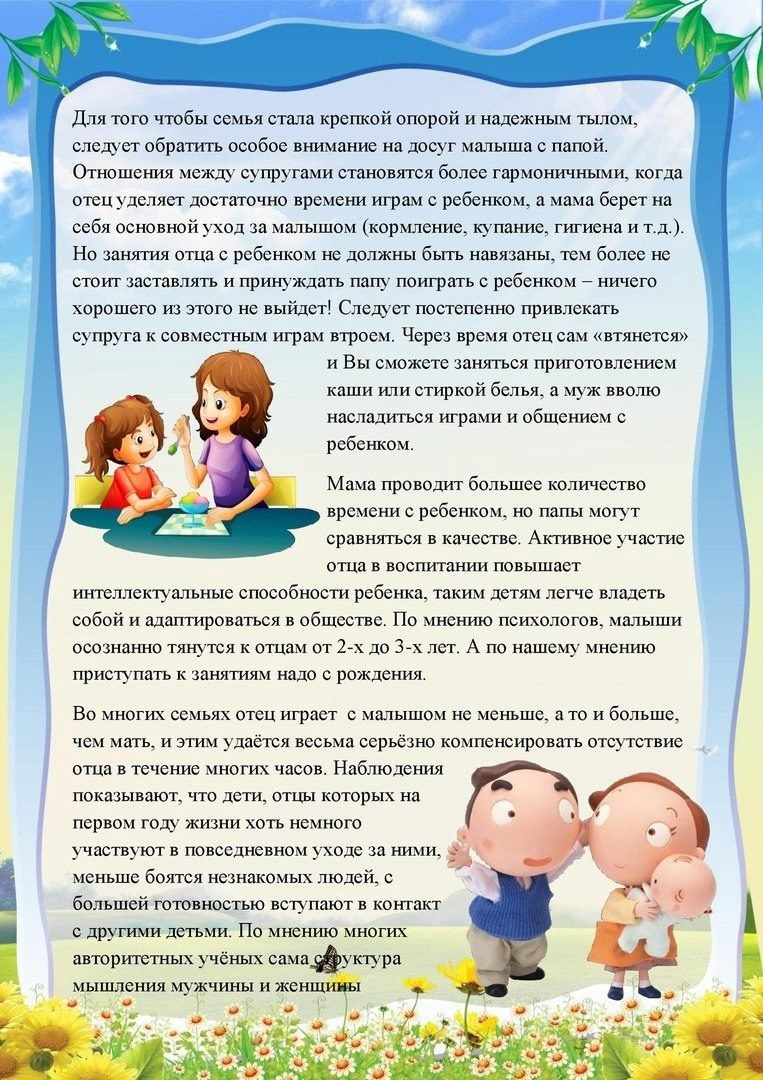 Для того чтобы семья стала крепкой опорой и надежным тылом,
следует обратить особое внимание на досуг малыша с папой.
Отношения между супругами становятся более гармоничными, когда
отец уделяет достаточно времени играм с ребенком, а мама берет на
себя основной уход за малышом (кормление, купание, гигиена и т.д.).
Но занятия отца с ребенком не должны быть навязаны, тем более не
стоит заставлять и принуждать папу поиграть с ребенком – ничего
хорошего из этого не выйдет! Следует постепенно привлекать
супруга к совместным играм втроем. Через время отец сам «втянется»
и Вы сможете заняться приготовлением
каши или стиркой белья, а муж вволю
насладиться играми и общением с
ребенком.
Мама проводит большее количество
времени с ребенком, но папы могут
сравняться в качестве. Активное участие
отца в воспитании повышает
интеллектуальные способности ребенка, таким детям легче владеть
собой и адаптироваться в обществе. По мнению психологов, малыши
осознанно тянутся к отцам от 2-х до 3-х лет. А по нашему мнению
приступать к занятиям надо с рождения.
Во многих семьях отец играет с малышом не меньше, а то и больше,
чем мать, и этим удаётся весьма серьёзно компенсировать отсутствие
отца в течение многих часов. Наблюдения
показывают, что дети, отцы которых на
первом году жизни хоть немного
участвуют в повседневном уходе за ними,
меньше боятся незнакомых людей, с
большей готовностью вступают в контакт
с другими детьми. По мнению многих
авторитетных учёных сама структура
мышления мужчины и женщины